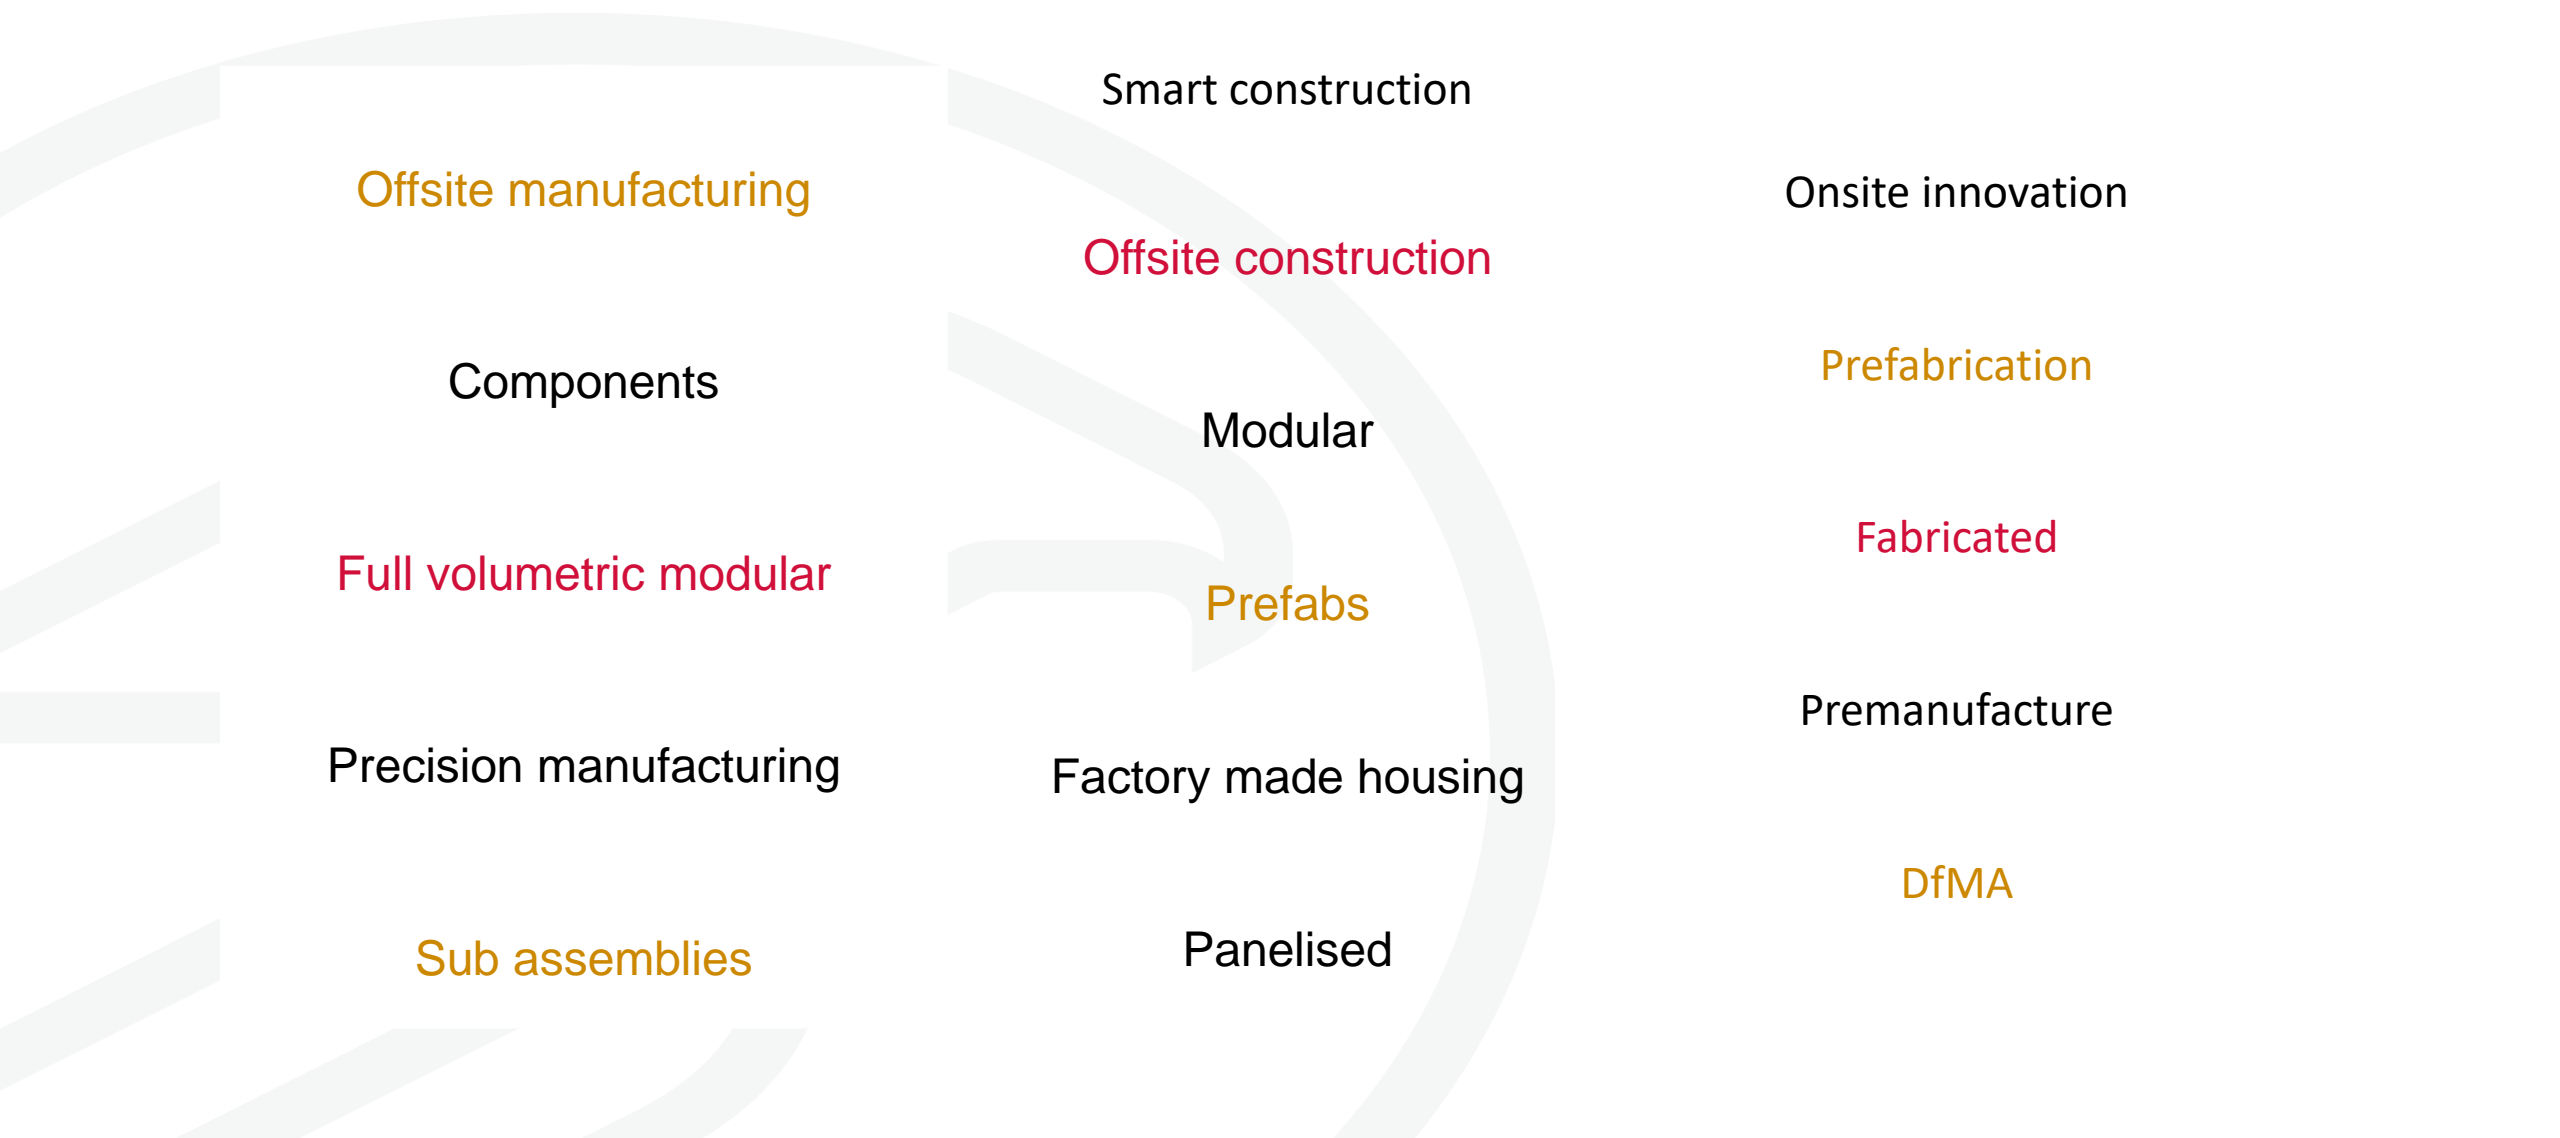 Offsite manufacturing
Components
Full volumetric modular
Precision manufacturing
Sub assemblies
Smart construction
Offsite construction
Modular
Prefabs
Factory made housing
Panelised
Onsite innovation
Prefabrication
Fabricated
Premanufacture
DfMA